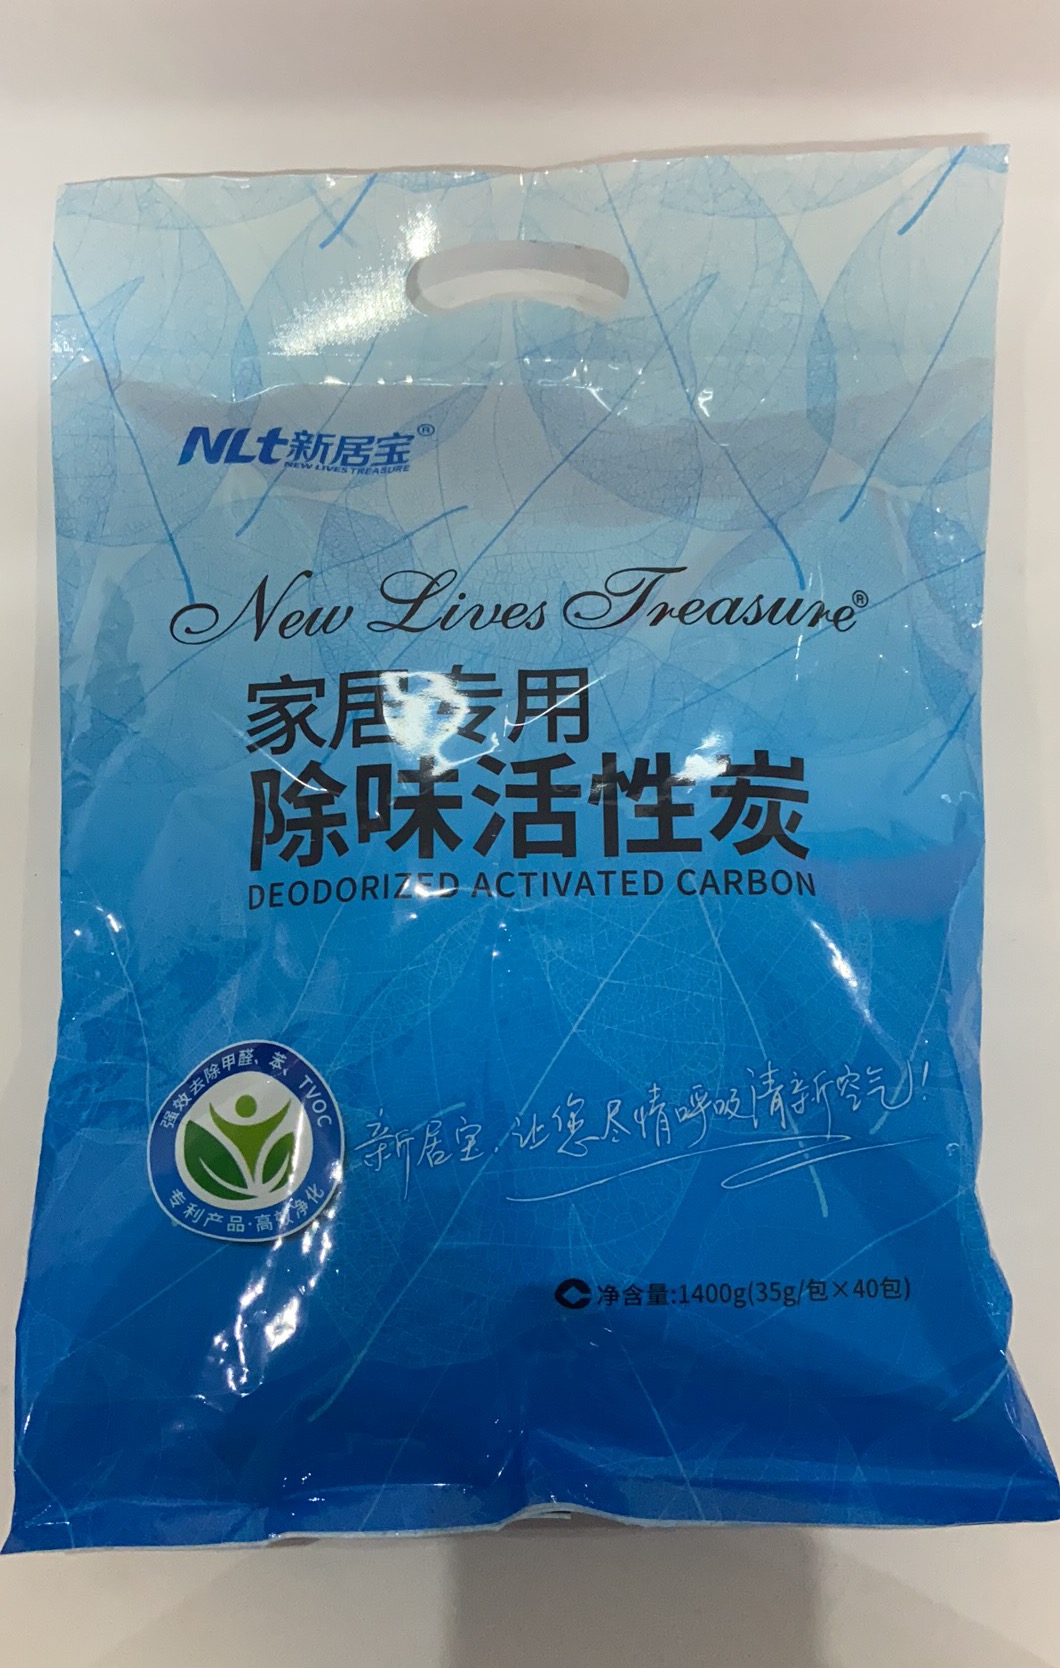 NLt新居宝®
NEW LIVES TREASURE
New Lives Treasure®
家居专用
除味活性炭
DEODORIZED ACTIVATED CARBON
强效去除甲醛、苯、TVOC
专利产品·高效净化
新居宝，让您尽情呼吸清新空气！！
净含量:1400g(35g/包×40包)